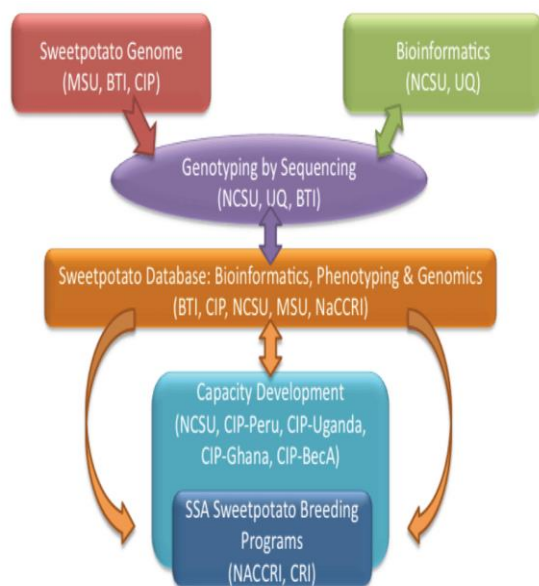 Sweetpotato Genome
(MSU, BTI, CIP)
Bioinformatics
(NCSU, UQ)
Genotyping by Sequencing
(NCSU, UQ, BTI)
Sweetpotato Database: Bioinformatics, Phenotyping & Genomics
(BTI, CIP, NCSU, MSU, NaCCRI)
Capacity Development
(NCSU, CIP-Peru, CIP-Uganda,
CIP-Ghana, CIP-BecA)
SSA Sweetpotato Breeding
Programs
(NACCRI, CRI)